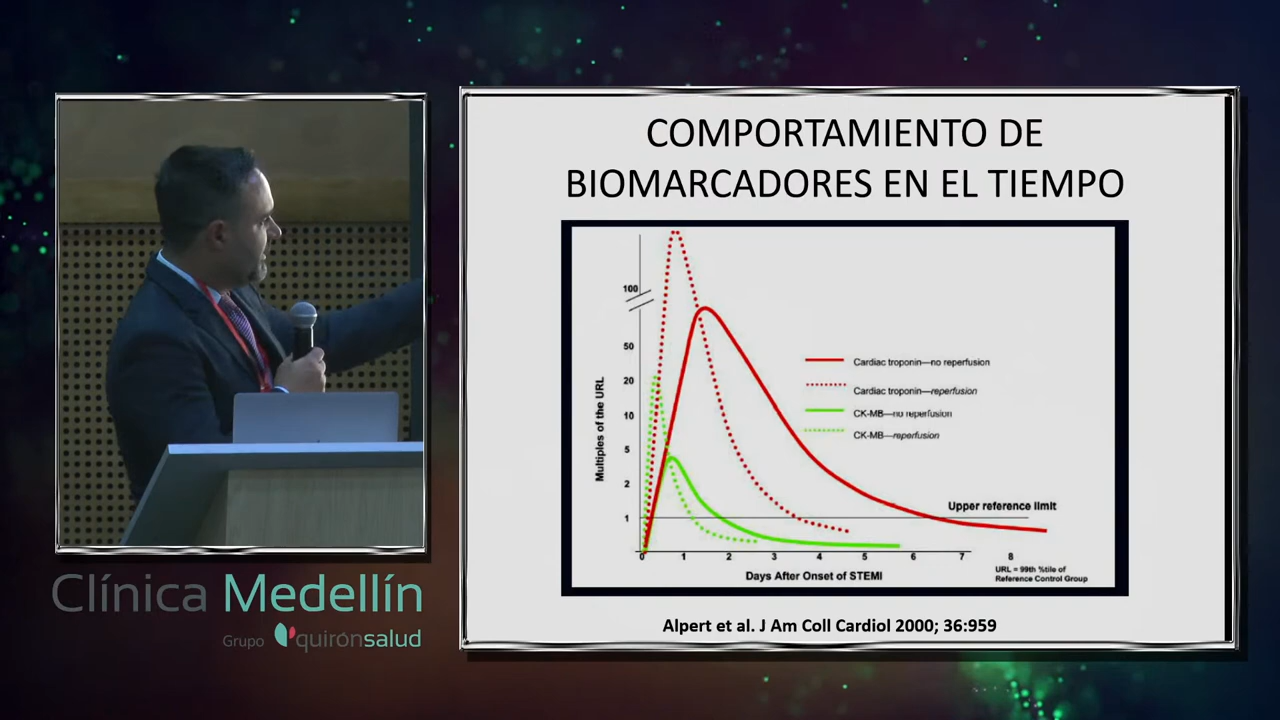 COMPORTAMIENTO DE
BIOMARCADORES EN EL TIEMPO
100
50
20
10
5
2
1
Multiples of the URL
Cardiac troponin—no reperfusion
Cardiac troponin—reperfusion
CK-MB—no reperfusion
CK-MB—reperfusion
Upper reference limit
0 1 2 3 4 5 6 7 8
Days After Onset of STEMI
URL = 99th %tile of
Reference Control Group
Alpert et al. J Am Coll Cardiol 2000; 36:959
Clínica Medellín
Grupo quirónsalud